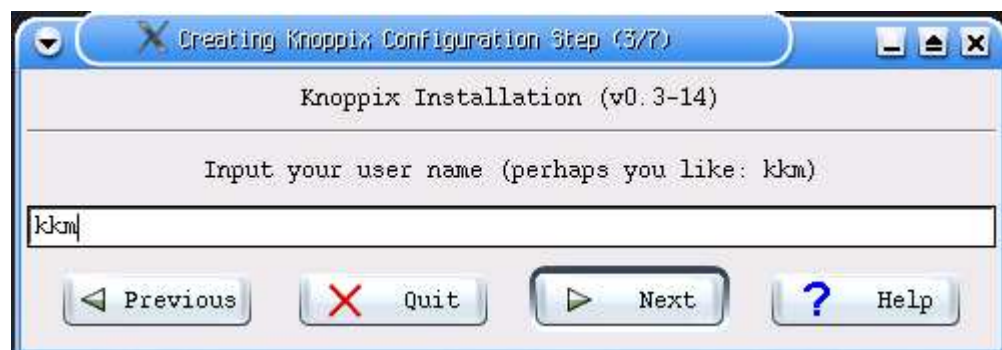 Creating Knoppix Configuration Step (3/7)
Knoppix Installation (v0.3-14)
Input your user name (perhaps you like: kkm)
kkm
Previous Quit Next ? Help